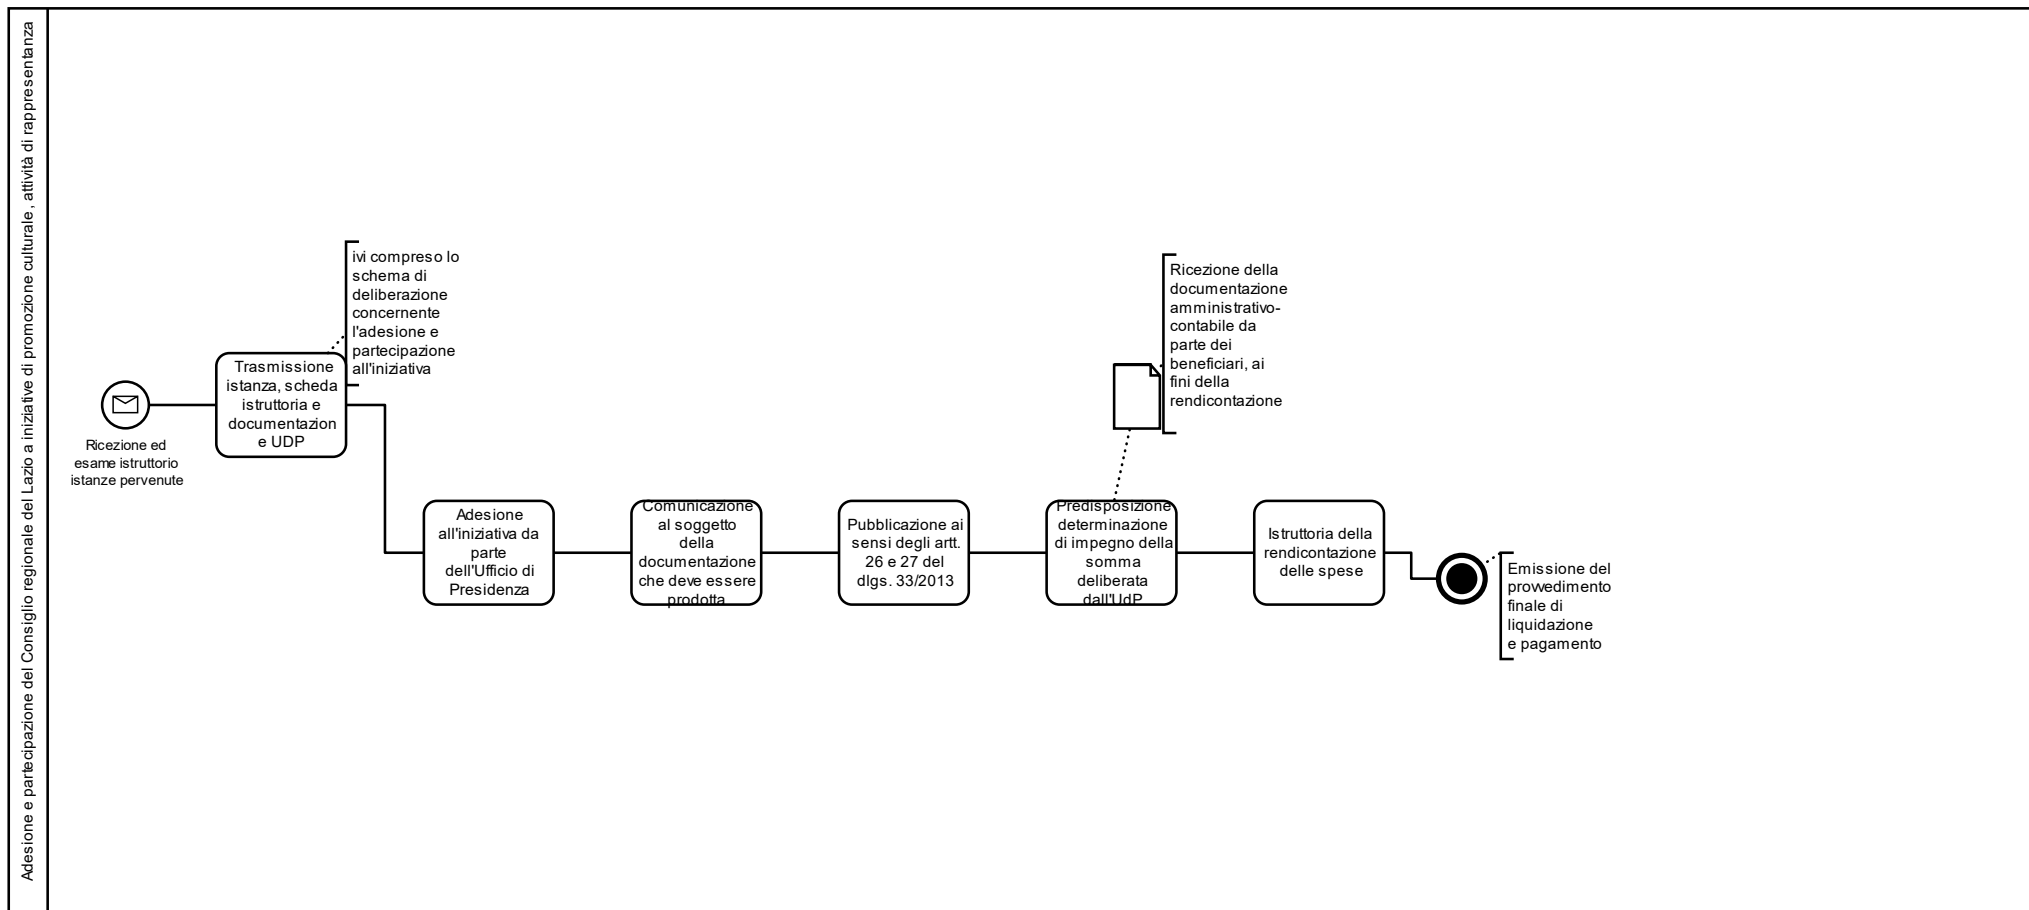 Adesione e partecipazione del Consiglio regionale del Lazio a iniziative di promozione culturale, attività di rappresentanza
Ricezione ed
esame istruttorio
istanze pervenute
Trasmissione
istanza, scheda
istruttoria e
documentazion
e UDP
ivi compreso lo
schema di
deliberazione
concernente
l'adesione e
partecipazione
all'iniziativa
Adesione
all'iniziativa da
parte
dell'Ufficio di
Presidenza
Comunicazione
al soggetto
della
documentazione
che deve essere
prodotta
Pubblicazione ai
sensi degli artt.
26 e 27 del
dlgs. 33/2013
Predisposizione
determinazione
di impegno della
somma
deliberata
dall'UdP
Ricezione della
documentazione
amministrativo-
contabile da
parte dei
beneficiari, ai
fini della
rendicontazione
Istruttoria della
rendicontazione
delle spese
Emissione del
provvedimento
finale di
liquidazione
e pagamento